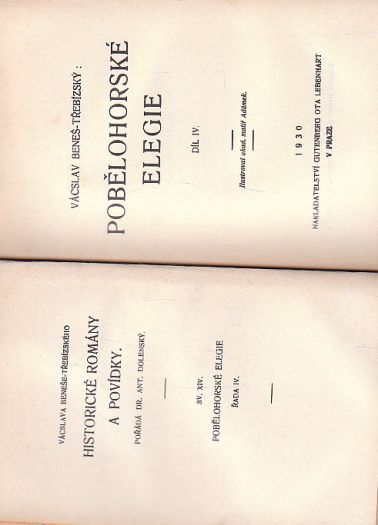 VÁCSLAVA BENEŠE-TŘEBÍZSKÉHO
HISTORICKÉ ROMÁNY
A POVÍDKY.
POŘÁDÁ DR. ANT. DOLENSKÝ.
SV. XIV.
POBĚLOHORSKÉ ELEGIE
ŘADA IV.
VÁCSLAV BENEŠ-TŘEBÍZSKÝ:
POBĚLOHORSKÉ
ELEGIE
DÍL IV.
Ilustroval akad. malíř Adámek.
1930
NAKLADATELSTVÍ GUTENBERG OTA LEBENHART
V PRAZE